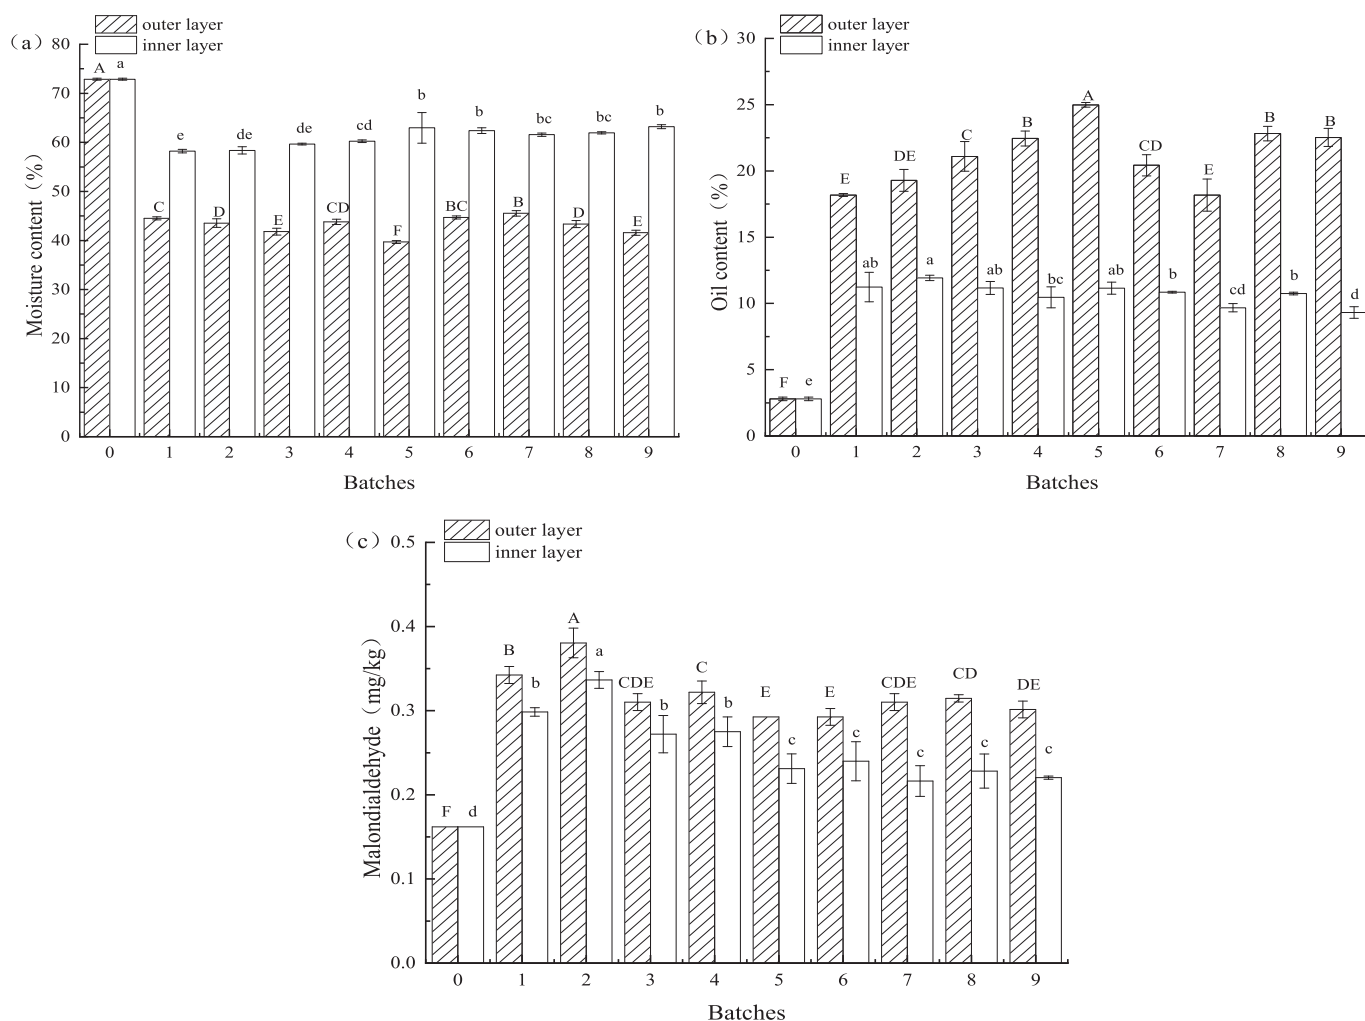 (a)
outer layer
inner layer
Moisture content (%)
80
70
60
50
40
30
20
10
0
A a
C e
D de
E de
CD cd
F b
BC b
B bc
D bc
E b
0 1 2 3 4 5 6 7 8 9
Batches
(b)
outer layer
inner layer
Oil content (%)
30
25
20
15
10
5
0
F e
E ab
DE a
C ab
B bc
A ab
CD b
E cd
B b
B d
0 1 2 3 4 5 6 7 8 9
Batches
(c)
outer layer
inner layer
Malondialdehyde (mg/kg)
0.5
0.4
0.3
0.2
0.1
0.0
F d
B b
A a
CDE b
C b
E c
E c
CDE c
CD c
DE c
0 1 2 3 4 5 6 7 8 9
Batches